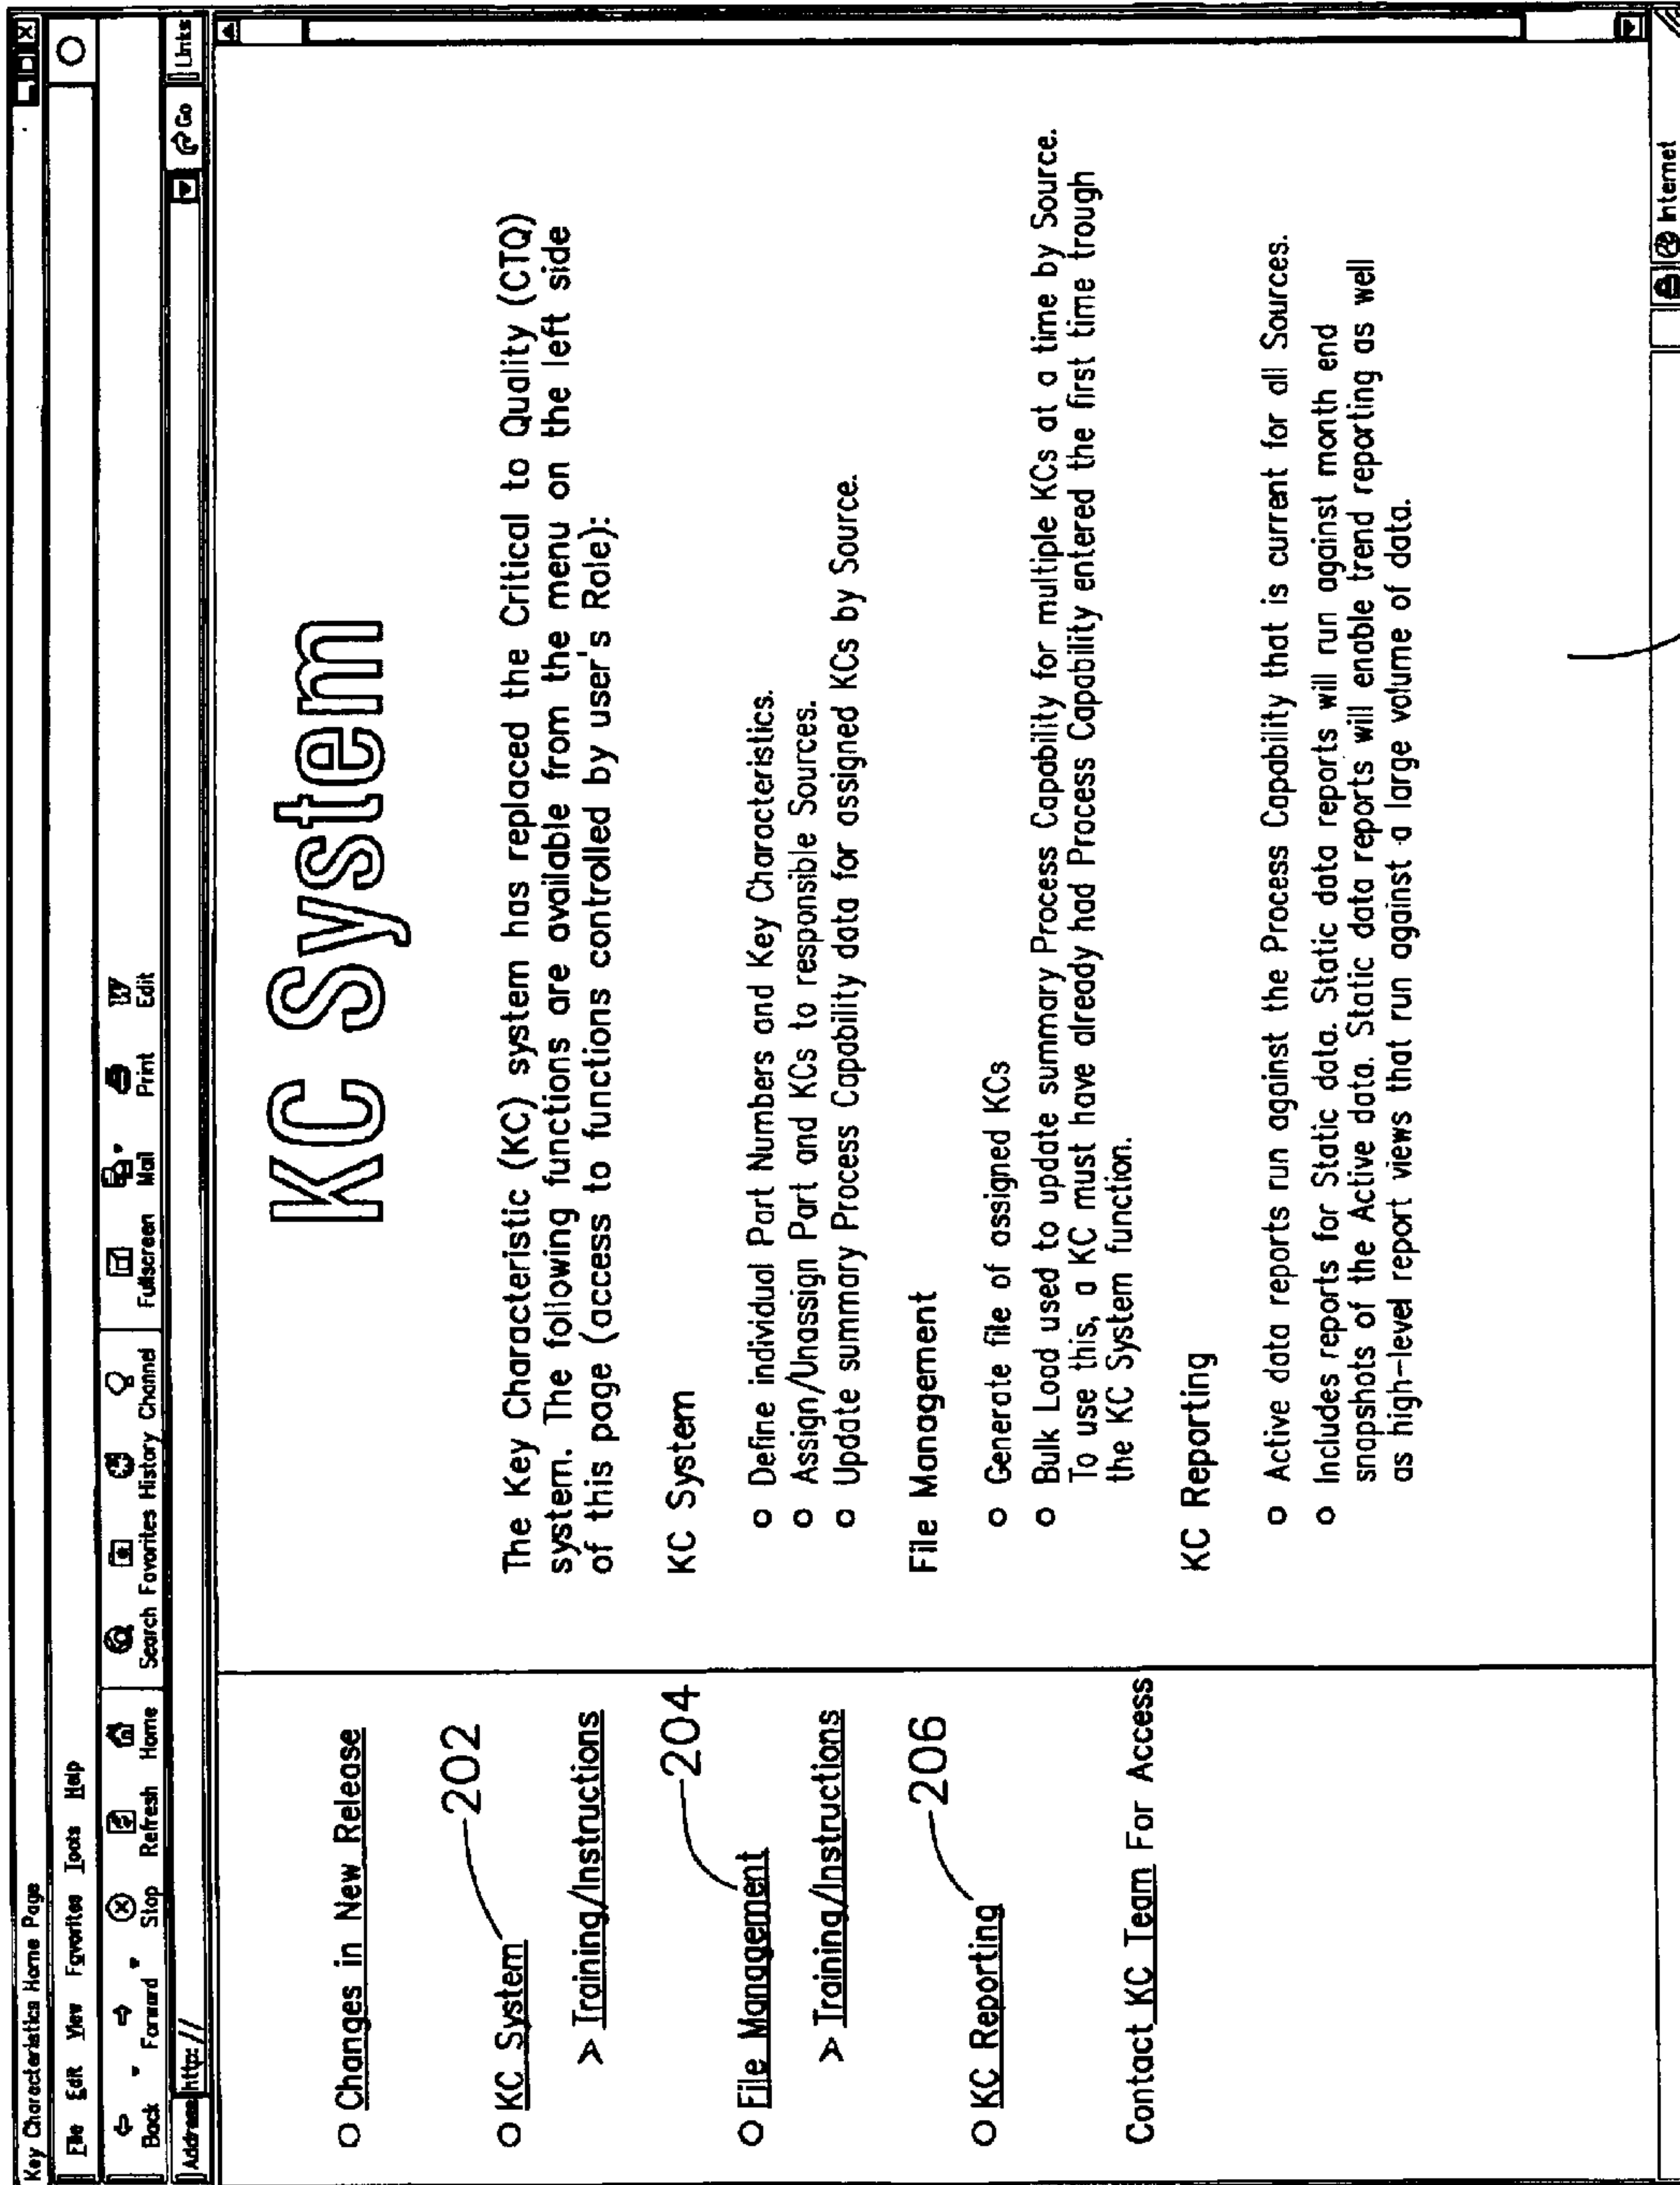 Key Characteristics Home Page
File Edit View Favorites Tools Help
Back Forward Stop Refresh Home Search Favorites History Channel Fullscreen Mail Print Edit
Address http: // Go Links
o Changes in New Release
o KC System 202
> Training/Instructions
o File Management 204
> Training/Instructions
o KC Reporting 206
Contact KC Team For Access
KC System
The Key Characteristic (KC) system has replaced the Critical to Quality (CTQ)
system. The following functions are available from the menu on the left side
of this page (access to functions controlled by user's Role):
KC System
o Define individual Part Numbers and Key Characteristics.
o Assign/Unassign Part and KCs to responsible Sources.
o Update summary Process Capability data for assigned KCs by Source.
File Management
o Generate file of assigned KCs
o Bulk Load used to update summary Process Capability for multiple KCs at a time by Source.
To use this, a KC must have already had Process Capability entered the first time trough
the KC System function.
KC Reporting
o Active data reports run against the Process Capability that is current for all Sources.
o Includes reports for Static data. Static data reports will run against month end
snapshots of the Active data. Static data reports will enable trend reporting as well
as high-level report views that run against a large volume of data.
Internet